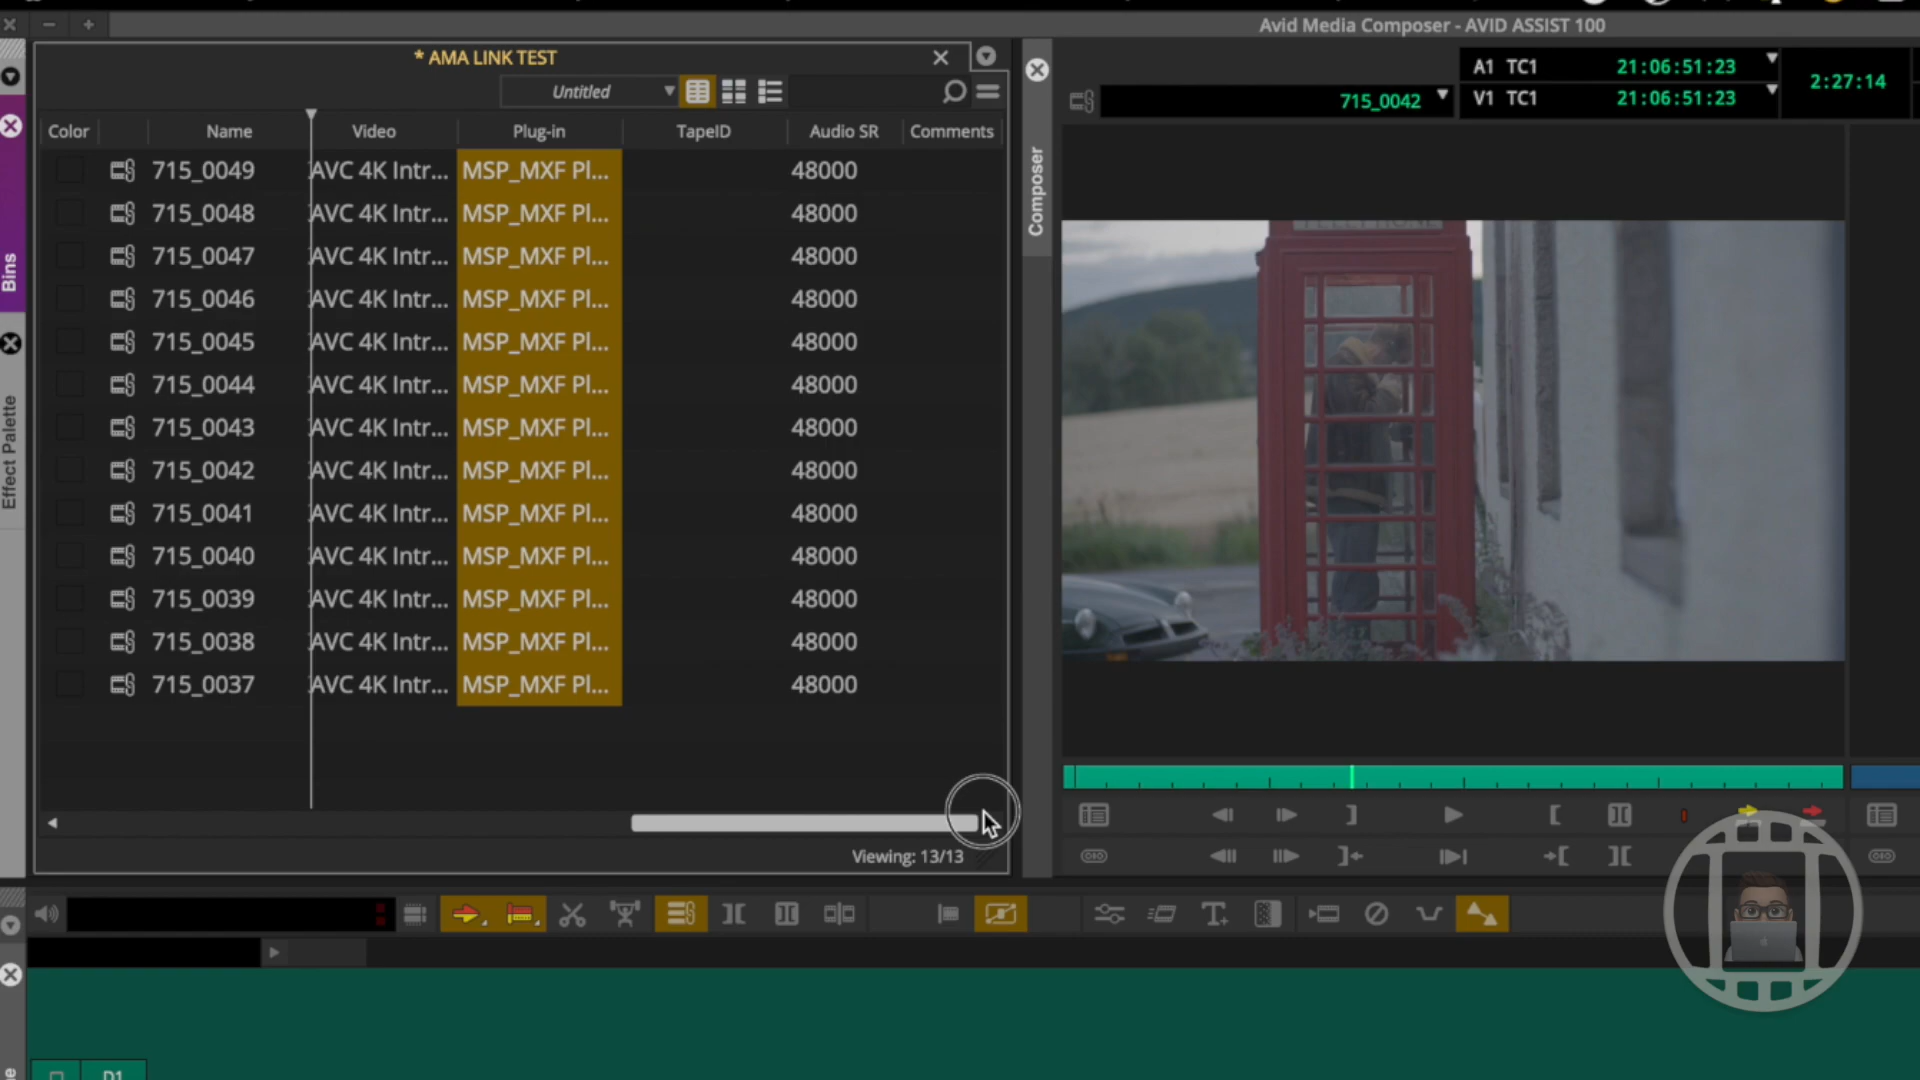 Avid Media Composer - AVID ASSIST 100
* AMA LINK TEST
Untitled
Color Name Video Plug-in TapeID Audio SR Comments
715_0049 AVC 4K Intr... MSP_MXF Pl... 48000
715_0048 AVC 4K Intr... MSP_MXF Pl... 48000
715_0047 AVC 4K Intr... MSP_MXF Pl... 48000
715_0046 AVC 4K Intr... MSP_MXF Pl... 48000
715_0045 AVC 4K Intr... MSP_MXF Pl... 48000
715_0044 AVC 4K Intr... MSP_MXF Pl... 48000
715_0043 AVC 4K Intr... MSP_MXF Pl... 48000
715_0042 AVC 4K Intr... MSP_MXF Pl... 48000
715_0041 AVC 4K Intr... MSP_MXF Pl... 48000
715_0040 AVC 4K Intr... MSP_MXF Pl... 48000
715_0039 AVC 4K Intr... MSP_MXF Pl... 48000
715_0038 AVC 4K Intr... MSP_MXF Pl... 48000
715_0037 AVC 4K Intr... MSP_MXF Pl... 48000
Viewing: 13/13
Bins
Effect Palette
Composer
715_0042
A1 TC1 21:06:51:23
V1 TC1 21:06:51:23
2:27:14